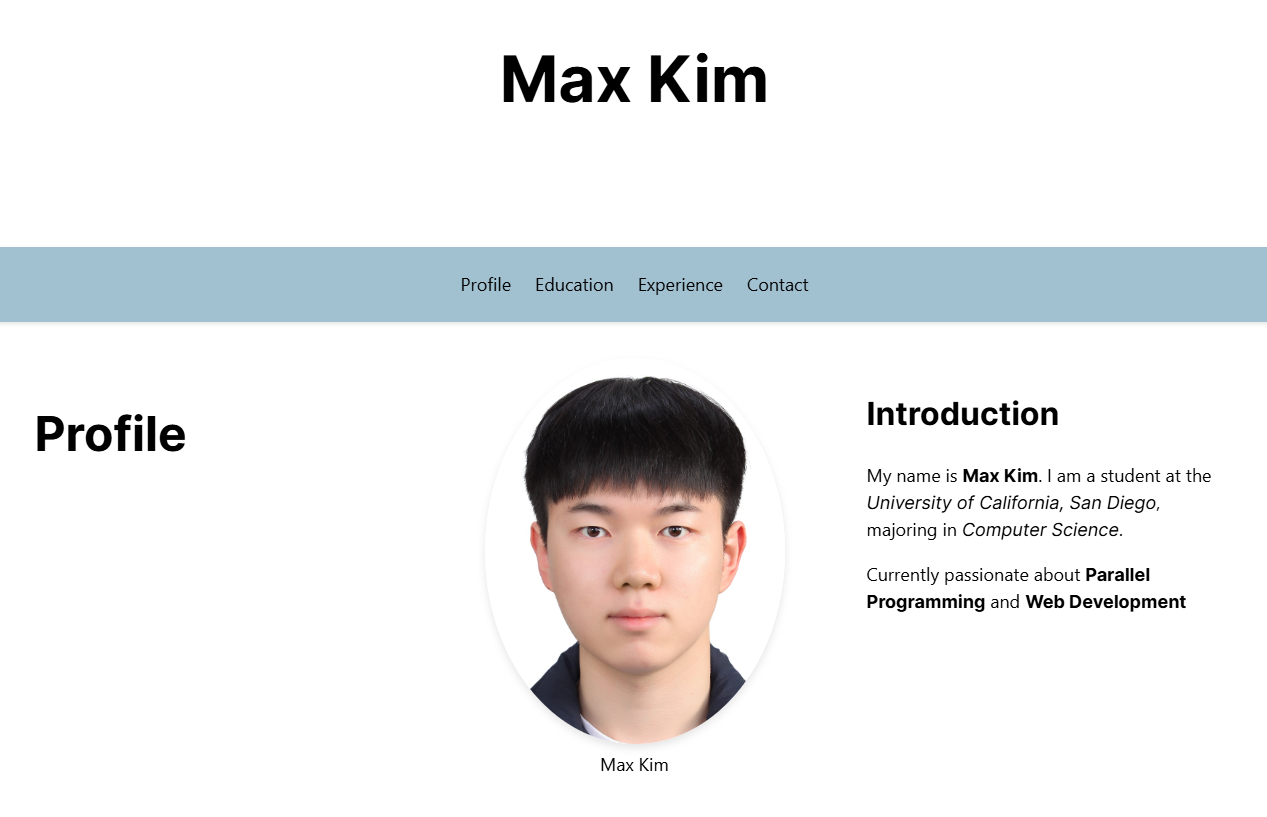 Max Kim
Profile Education Experience Contact
Profile
Max Kim
Introduction
My name is Max Kim. I am a student at the
University of California, San Diego,
majoring in Computer Science.
Currently passionate about Parallel
Programming and Web Development